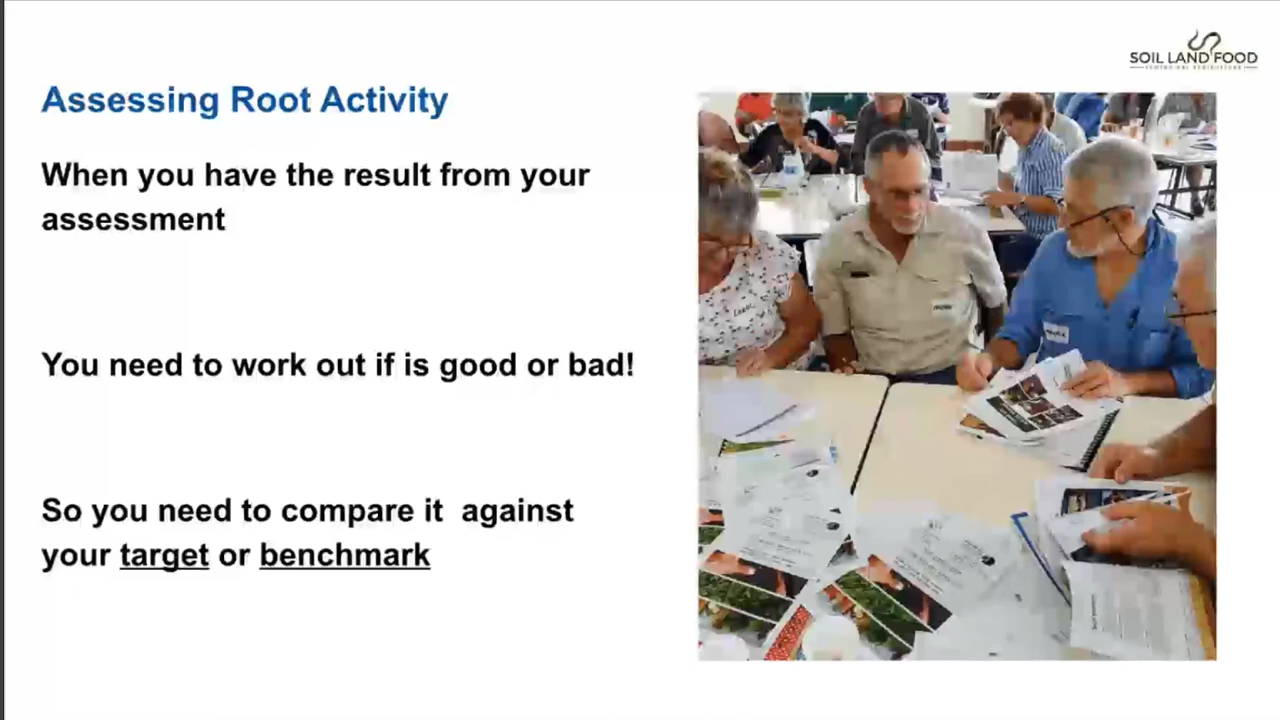 SOIL LAND FOOD
Assessing Root Activity
When you have the result from your
assessment
You need to work out if is good or bad!
So you need to compare it  against
your target or benchmark